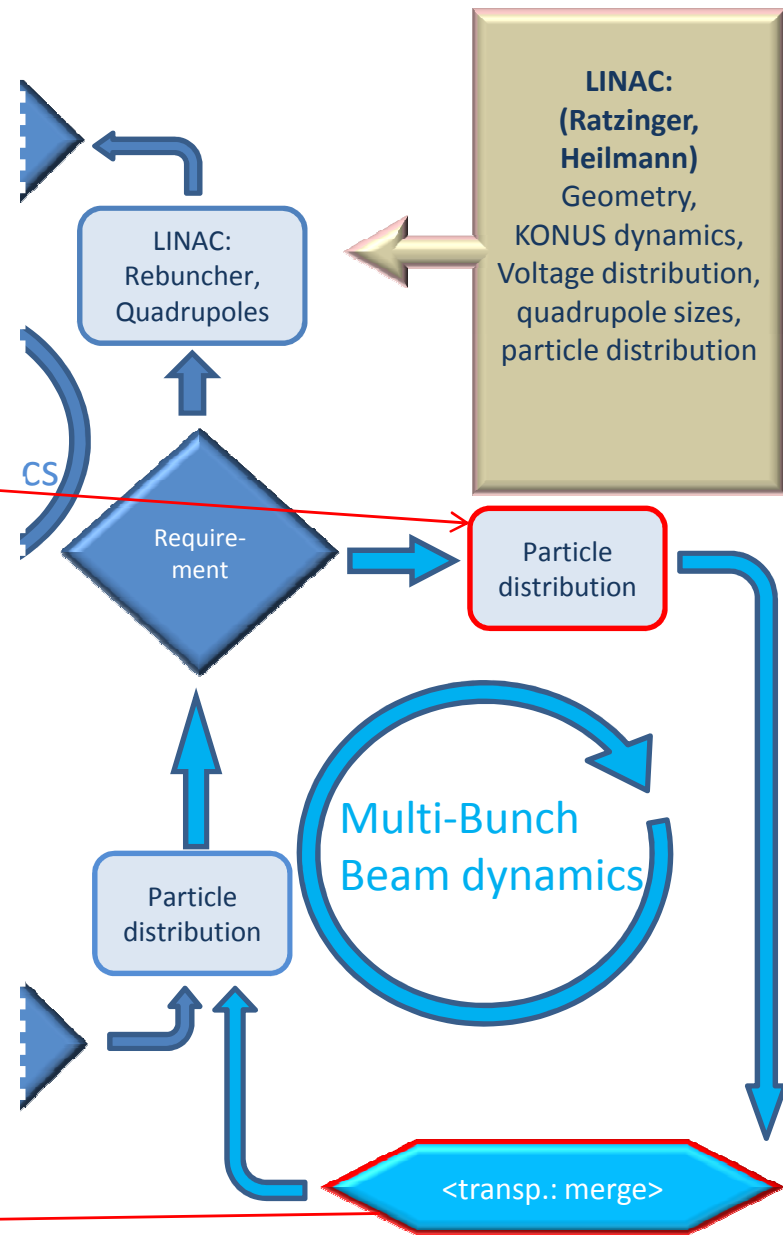 LINAC:
(Ratzinger,
Heilmann)
Geometry,
KONUS dynamics,
Voltage distribution,
quadrupole sizes,
particle distribution
LINAC:
Rebuncher,
Quadrupoles
CS
Require-
ment
Particle
distribution
Multi-Bunch
Beam dynamics
Particle
distribution
<transp.: merge>